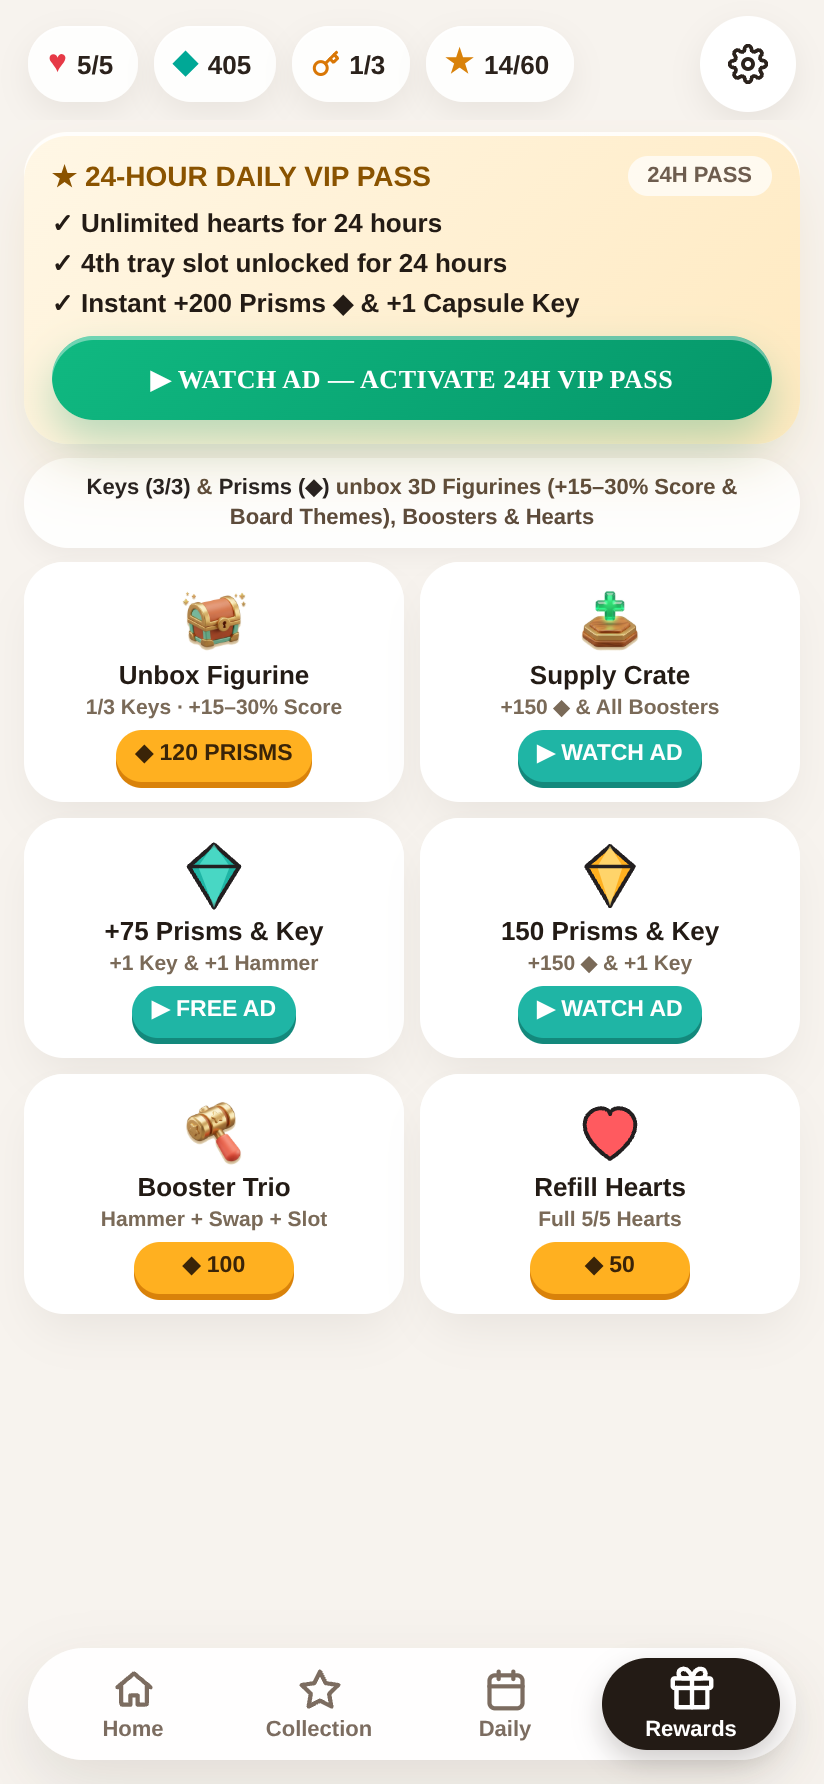 ♥ 5/5 ◆ 405 1/3 ★ 14/60
★ 24-HOUR DAILY VIP PASS
24H PASS
✓ Unlimited hearts for 24 hours
✓ 4th tray slot unlocked for 24 hours
✓ Instant +200 Prisms ◆ & +1 Capsule Key
▶ WATCH AD — ACTIVATE 24H VIP PASS
Keys (3/3) & Prisms (◆) unbox 3D Figurines (+15–30% Score &
Board Themes), Boosters & Hearts
Unbox Figurine
1/3 Keys · +15–30% Score
◆ 120 PRISMS
Supply Crate
+150 ◆ & All Boosters
▶ WATCH AD
+75 Prisms & Key
+1 Key & +1 Hammer
▶ FREE AD
150 Prisms & Key
+150 ◆ & +1 Key
▶ WATCH AD
Booster Trio
Hammer + Swap + Slot
◆ 100
Refill Hearts
Full 5/5 Hearts
◆ 50
Home
Collection
Daily
Rewards